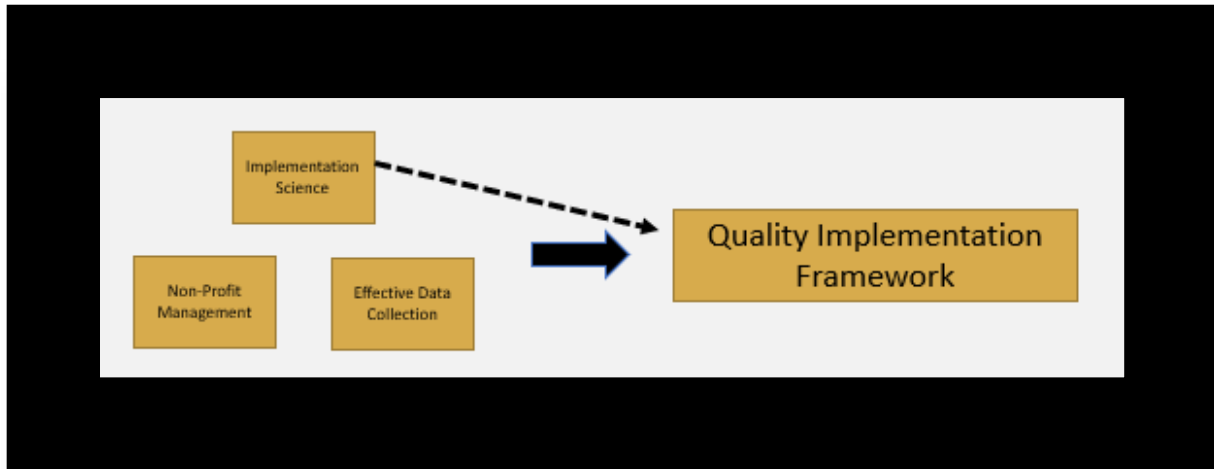 Implementation
Science
Non-Profit
Management
Effective Data
Collection
Quality Implementation
Framework